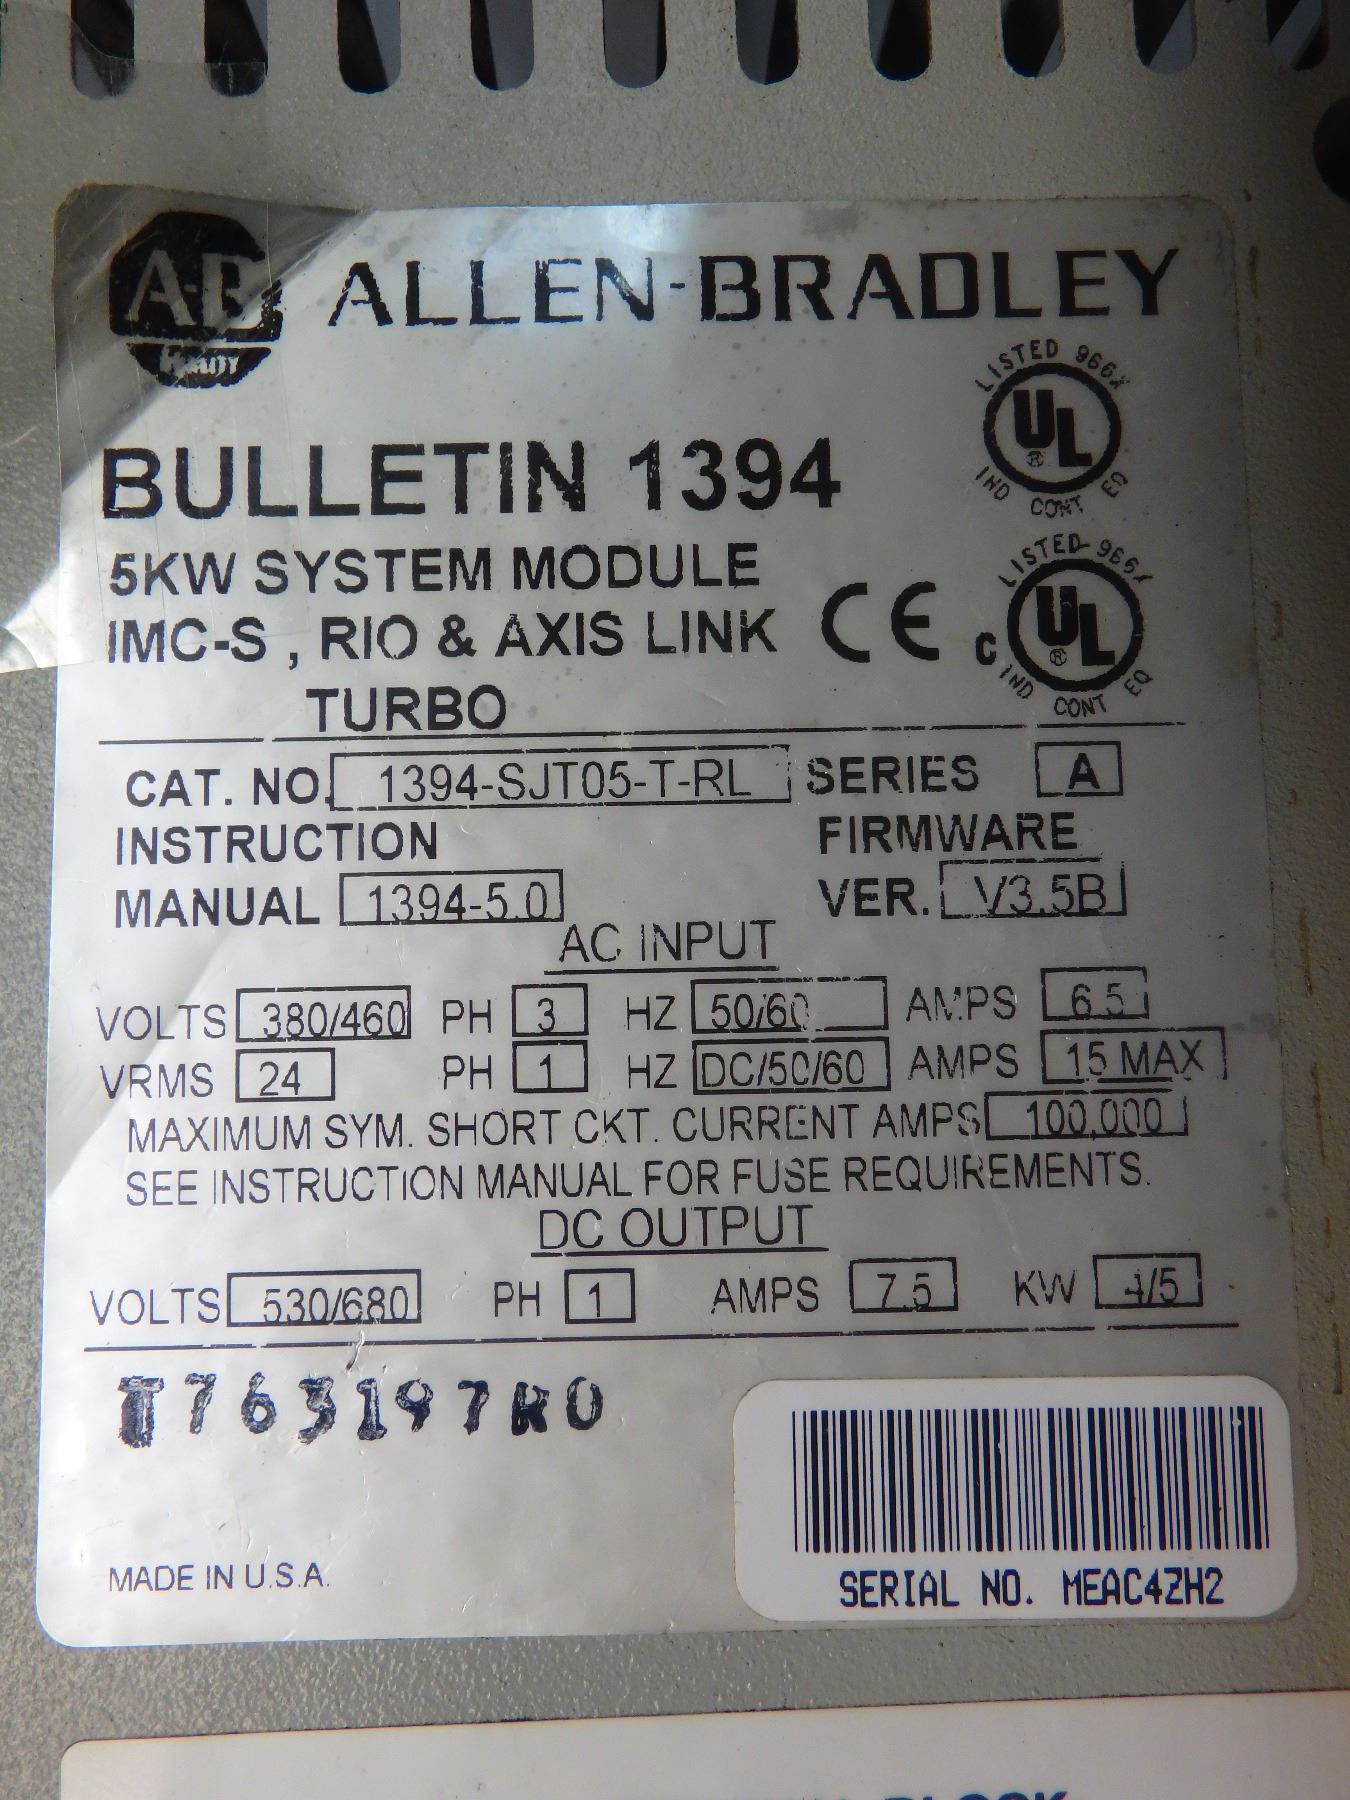 A-B QUALITY ALLEN-BRADLEY
LISTED 966X
UL
®
IND CONT EQ
BULLETIN 1394
5KW SYSTEM MODULE
IMC-S , RIO & AXIS LINK
TURBO
CE
LISTED 966X
C UL
®
IND CONT EQ
CAT. NO. 1394-SJT05-T-RL SERIES A
INSTRUCTION FIRMWARE
MANUAL 1394-5.0 VER. V3.5B
AC INPUT
VOLTS 380/460 PH 3 HZ 50/60 AMPS 6.5
VRMS 24 PH 1 HZ DC/50/60 AMPS 15 MAX
MAXIMUM SYM. SHORT CKT. CURRENT AMPS 100,000
SEE INSTRUCTION MANUAL FOR FUSE REQUIREMENTS.
DC OUTPUT
VOLTS 530/680 PH 1 AMPS 7.5 KW 4/5
T763197R0
MADE IN U.S.A.
SERIAL NO. MEAC4ZH2
BLOCK